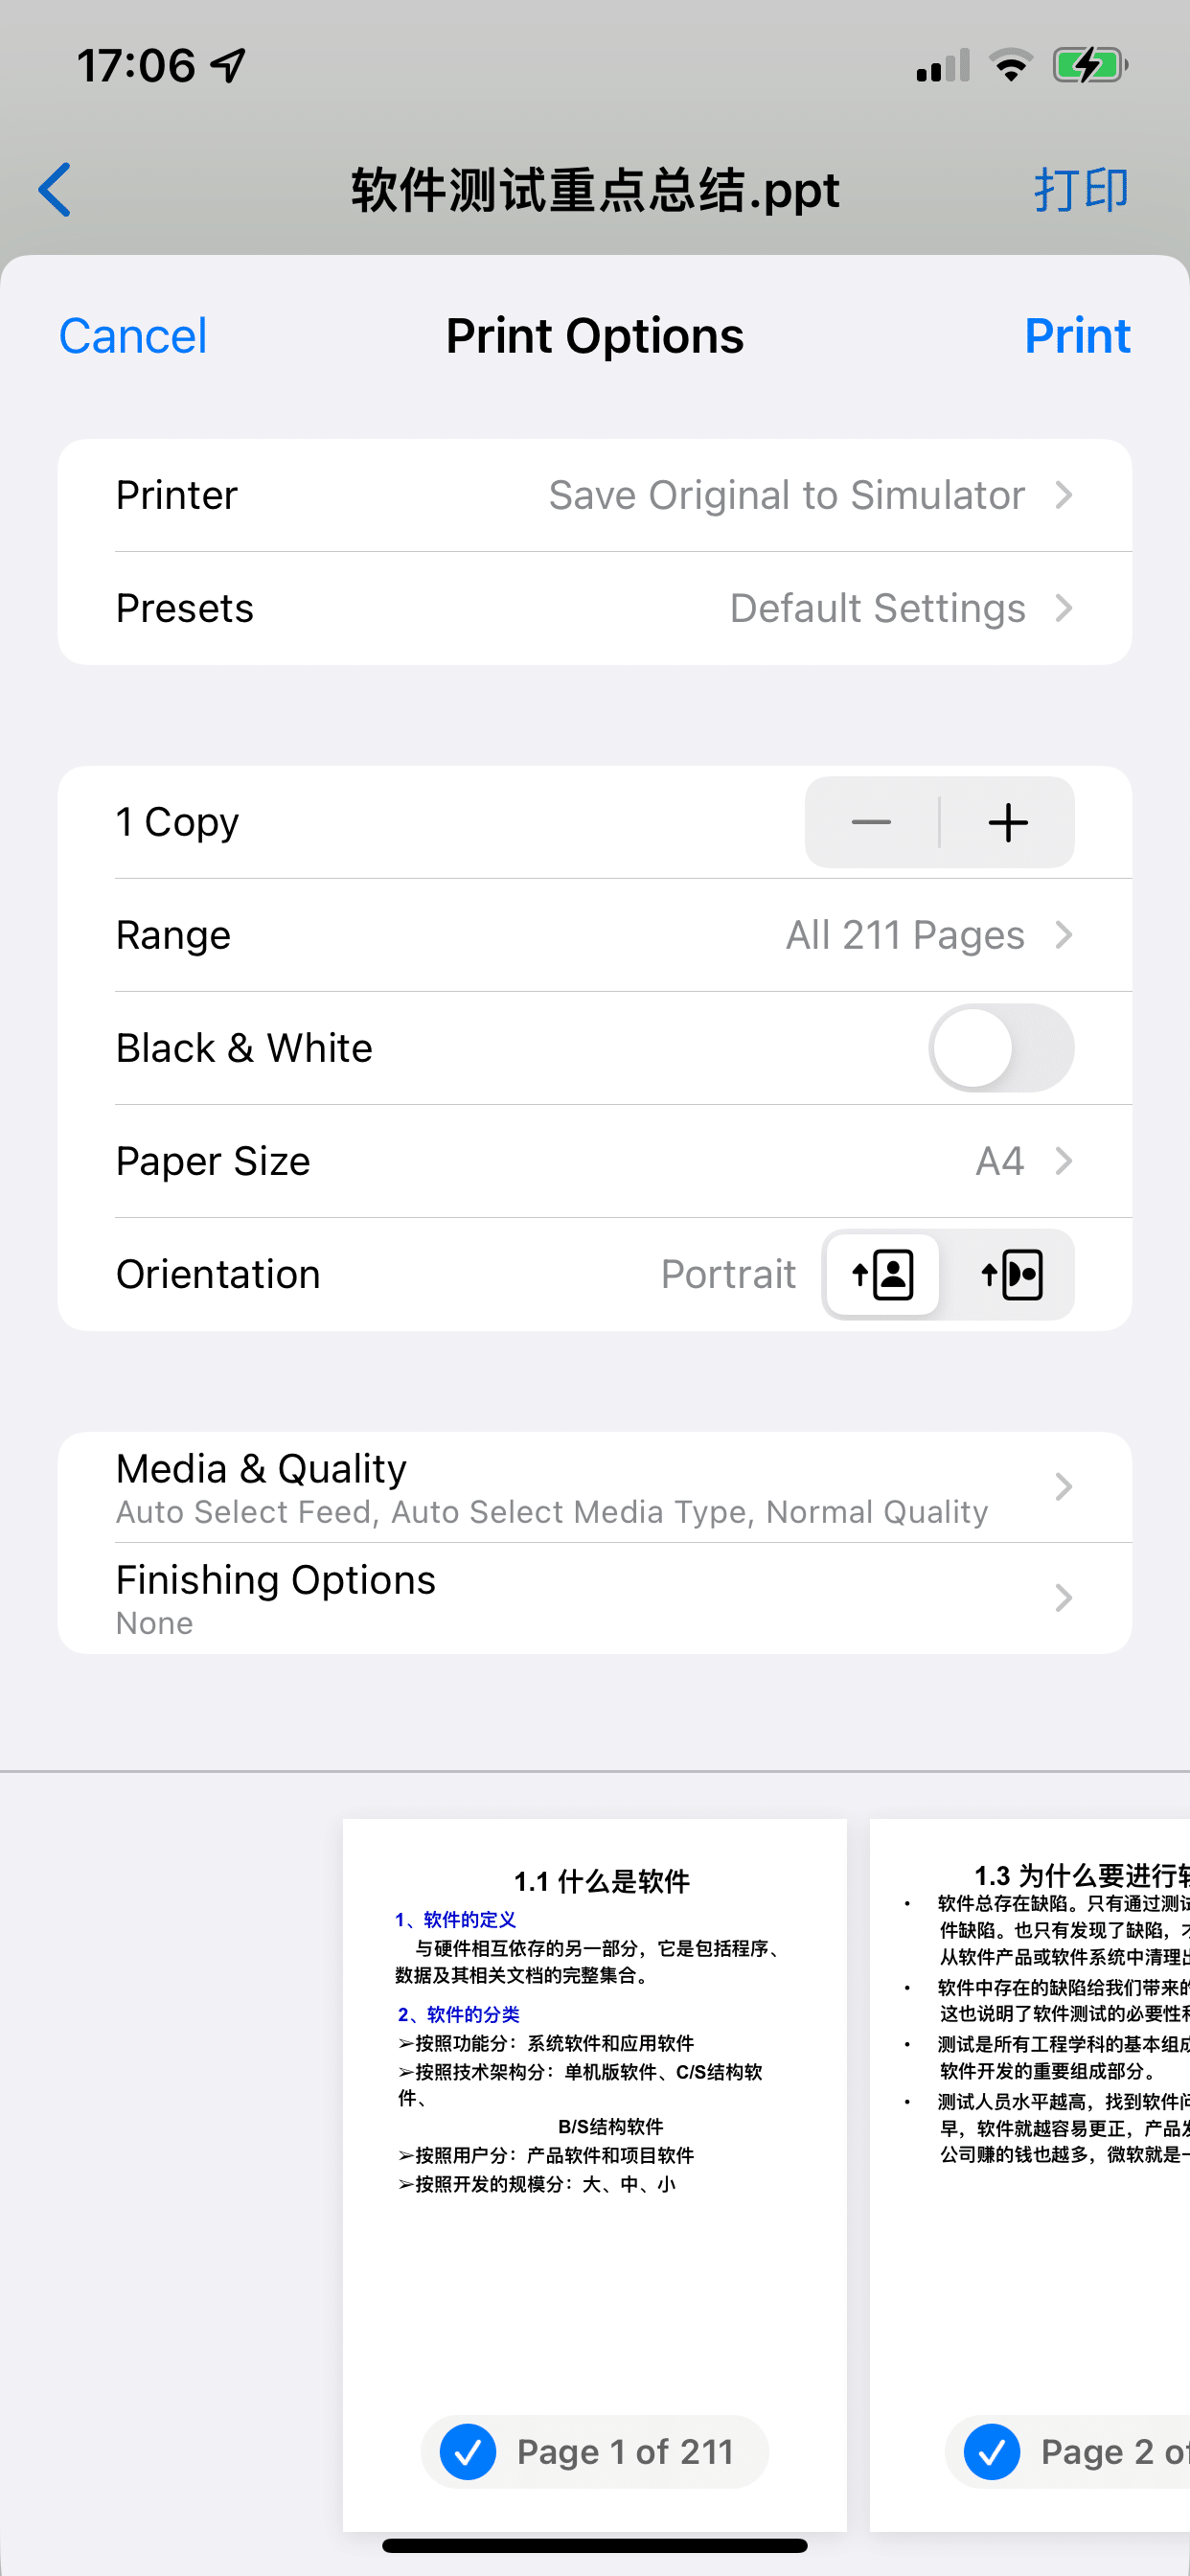 17:06
软件测试重点总结.ppt
打印
Cancel
Print Options
Print
Printer
Save Original to Simulator
Presets
Default Settings
1 Copy
Range
All 211 Pages
Black & White
Paper Size
A4
Orientation
Portrait
Media & Quality
Auto Select Feed, Auto Select Media Type, Normal Quality
Finishing Options
None
1.1 什么是软件
1、软件的定义
与硬件相互依存的另一部分，它是包括程序、
数据及其相关文档的完整集合。
2、软件的分类
➢按照功能分：系统软件和应用软件
➢按照技术架构分：单机版软件、C/S结构软
件、
B/S结构软件
➢按照用户分：产品软件和项目软件
➢按照开发的规模分：大、中、小
Page 1 of 211
1.3 为什么要进行
• 软件总存在缺陷。只有通过测
件缺陷。也只有发现了缺陷，
从软件产品或软件系统中清理
• 软件中存在的缺陷给我们带来
这也说明了软件测试的必要性
• 测试是所有工程学科的基本组
软件开发的重要组成部分。
• 测试人员水平越高，找到软件
早，软件就越容易更正，产品
公司赚的钱也越多，微软就是
Page 2